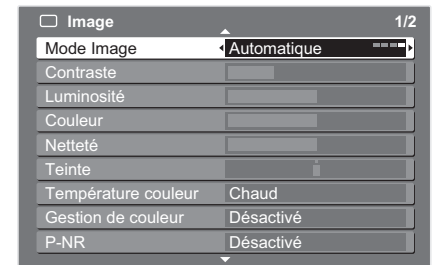 Image 1/2
Mode Image Automatique
Contraste
Luminosité
Couleur
Netteté
Teinte
Température couleur Chaud
Gestion de couleur Désactivé
P-NR Désactivé